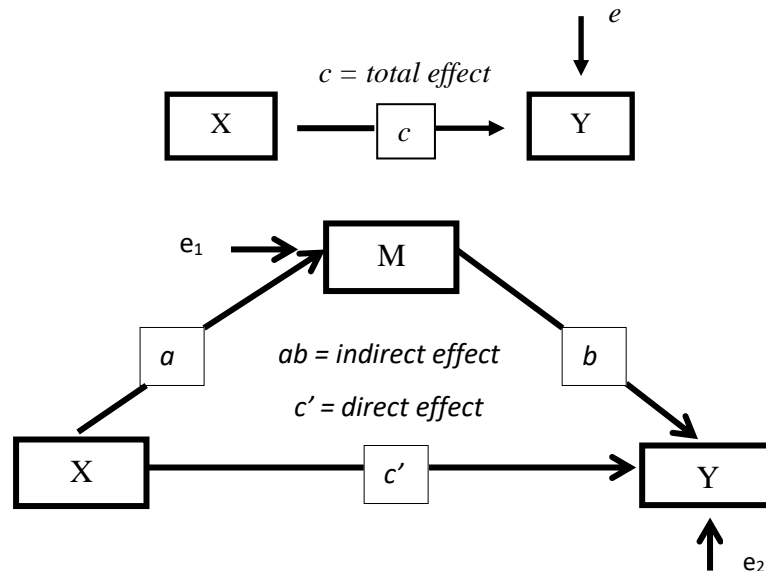 e
c = total effect
X
c
Y
e₁
M
a
ab = indirect effect
b
c’ = direct effect
X
c’
Y
e₂